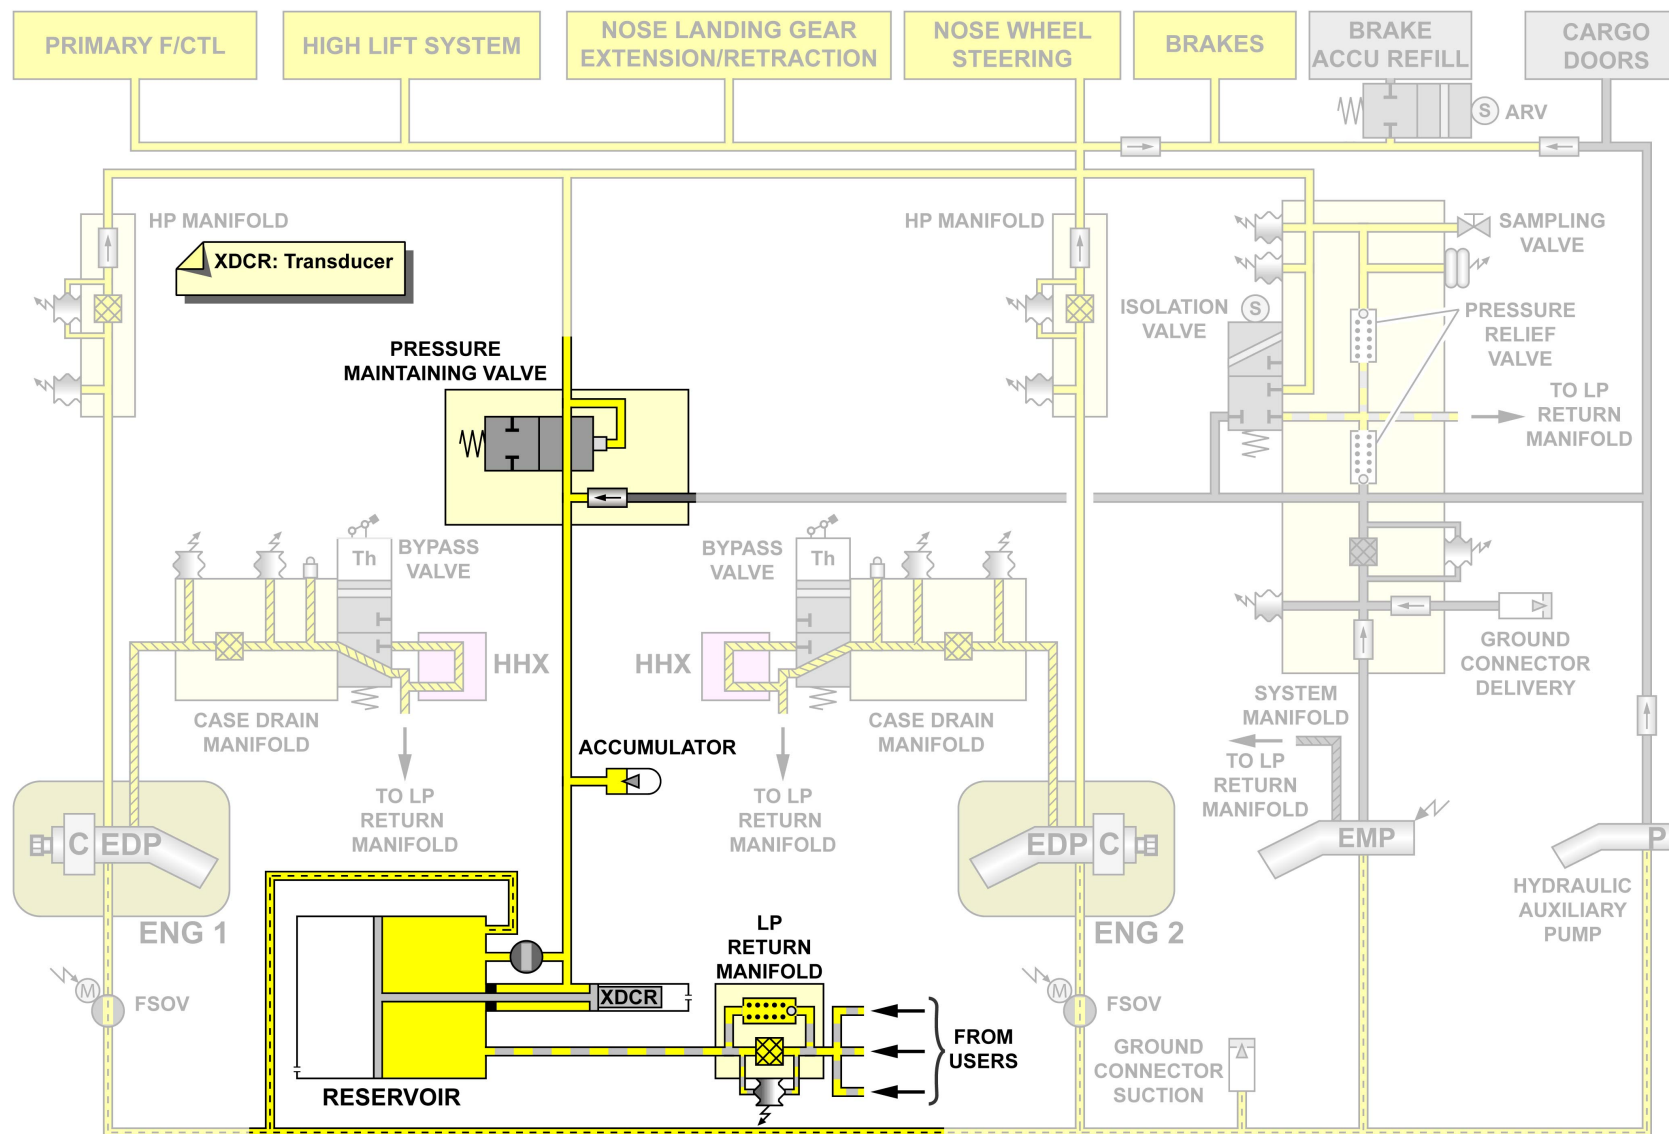 PRIMARY F/CTL
HIGH LIFT SYSTEM
NOSE LANDING GEAR
EXTENSION/RETRACTION
NOSE WHEEL
STEERING
BRAKES
BRAKE
ACCU REFILL
CARGO
DOORS
S
ARV
HP MANIFOLD
XDCR: Transducer
HP MANIFOLD
SAMPLING
VALVE
ISOLATION
VALVE
S
PRESSURE
RELIEF
VALVE
PRESSURE
MAINTAINING VALVE
TO LP
RETURN
MANIFOLD
Th
BYPASS
VALVE
BYPASS
VALVE
Th
HHX
HHX
GROUND
CONNECTOR
DELIVERY
CASE DRAIN
MANIFOLD
CASE DRAIN
MANIFOLD
SYSTEM
MANIFOLD
ACCUMULATOR
TO LP
RETURN
MANIFOLD
TO LP
RETURN
MANIFOLD
TO LP
RETURN
MANIFOLD
C EDP
EDP C
EMP
P
ENG 1
ENG 2
HYDRAULIC
AUXILIARY
PUMP
LP
RETURN
MANIFOLD
M
FSOV
XDCR
M
FSOV
FROM
USERS
GROUND
CONNECTOR
SUCTION
RESERVOIR